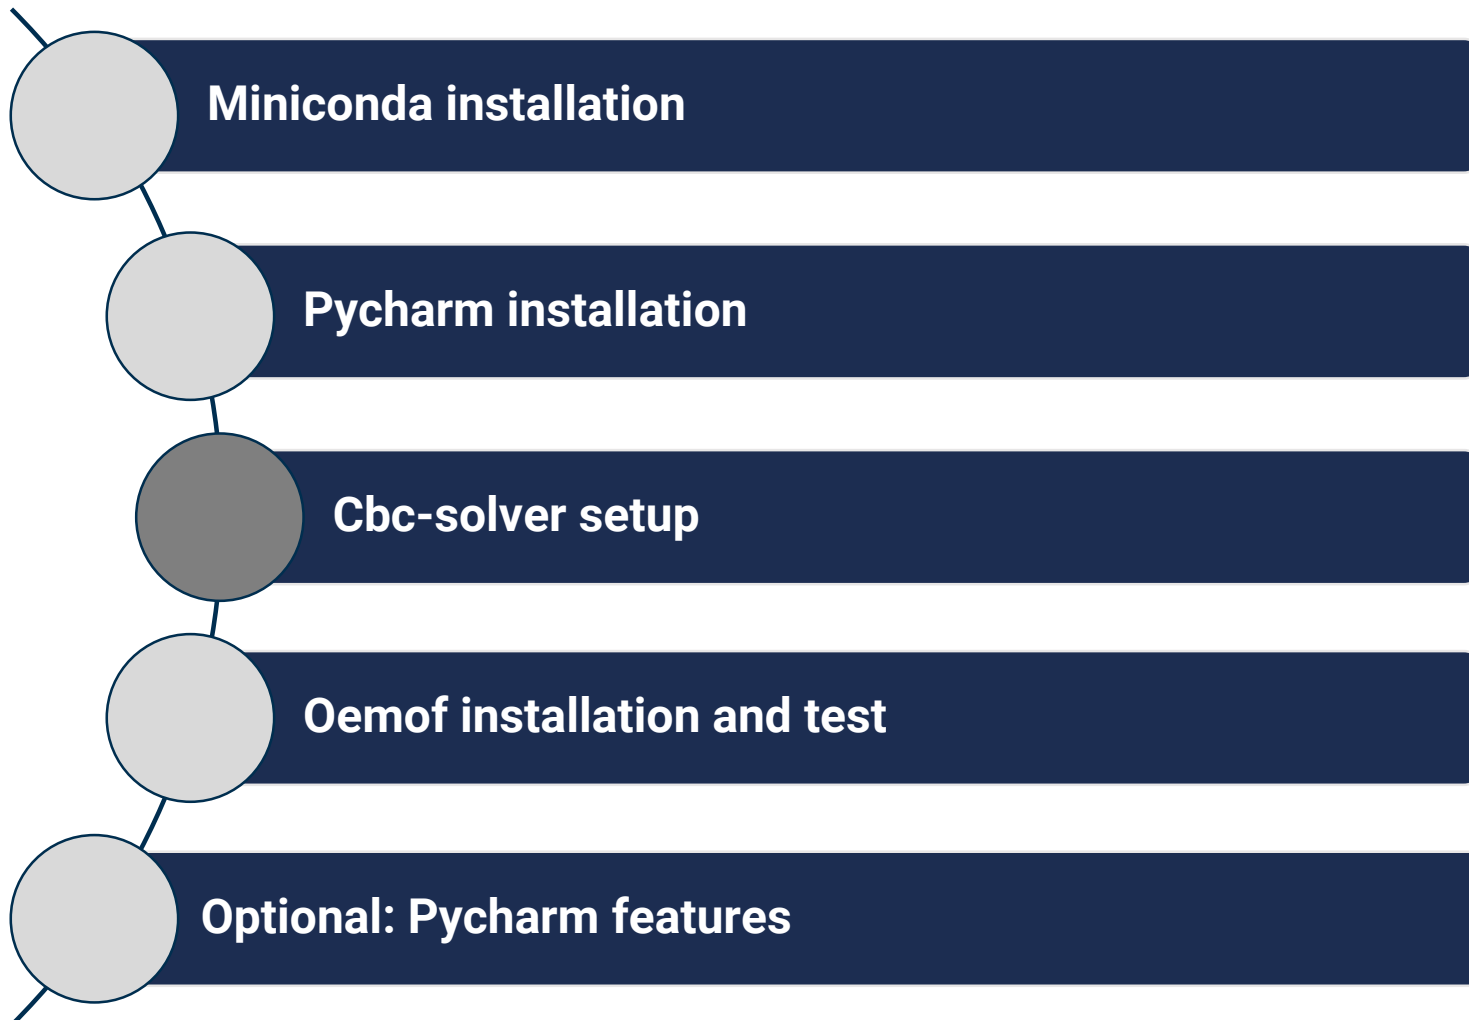 Miniconda installation
Pycharm installation
Cbc-solver setup
Oemof installation and test
Optional: Pycharm features